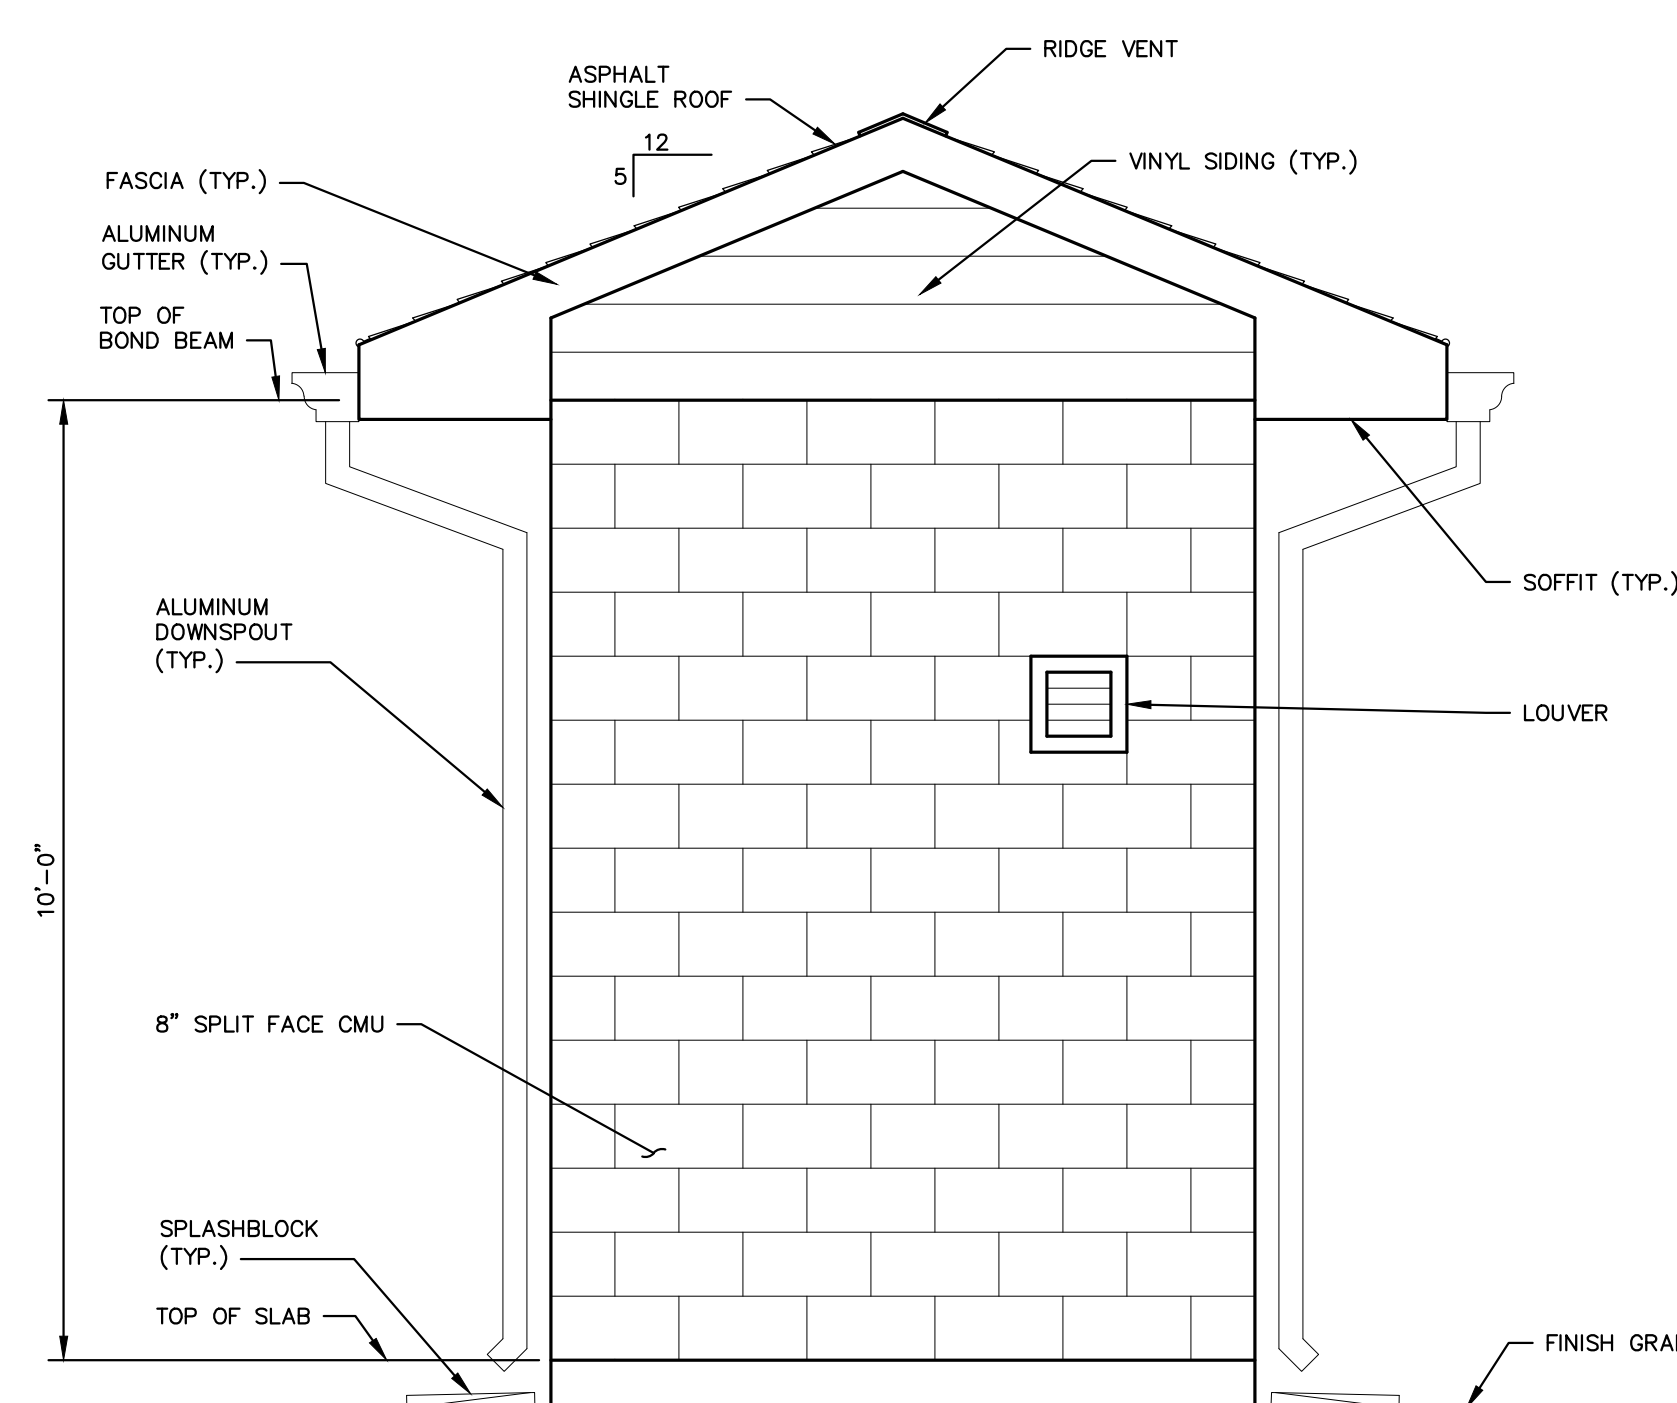 RIDGE VENT
ASPHALT
SHINGLE ROOF
12
5
VINYL SIDING (TYP.)
FASCIA (TYP.)
ALUMINUM
GUTTER (TYP.)
TOP OF
BOND BEAM
SOFFIT (TYP.)
ALUMINUM
DOWNSPOUT
(TYP.)
LOUVER
10'-0"
8" SPLIT FACE CMU
SPLASHBLOCK
(TYP.)
TOP OF SLAB
FINISH